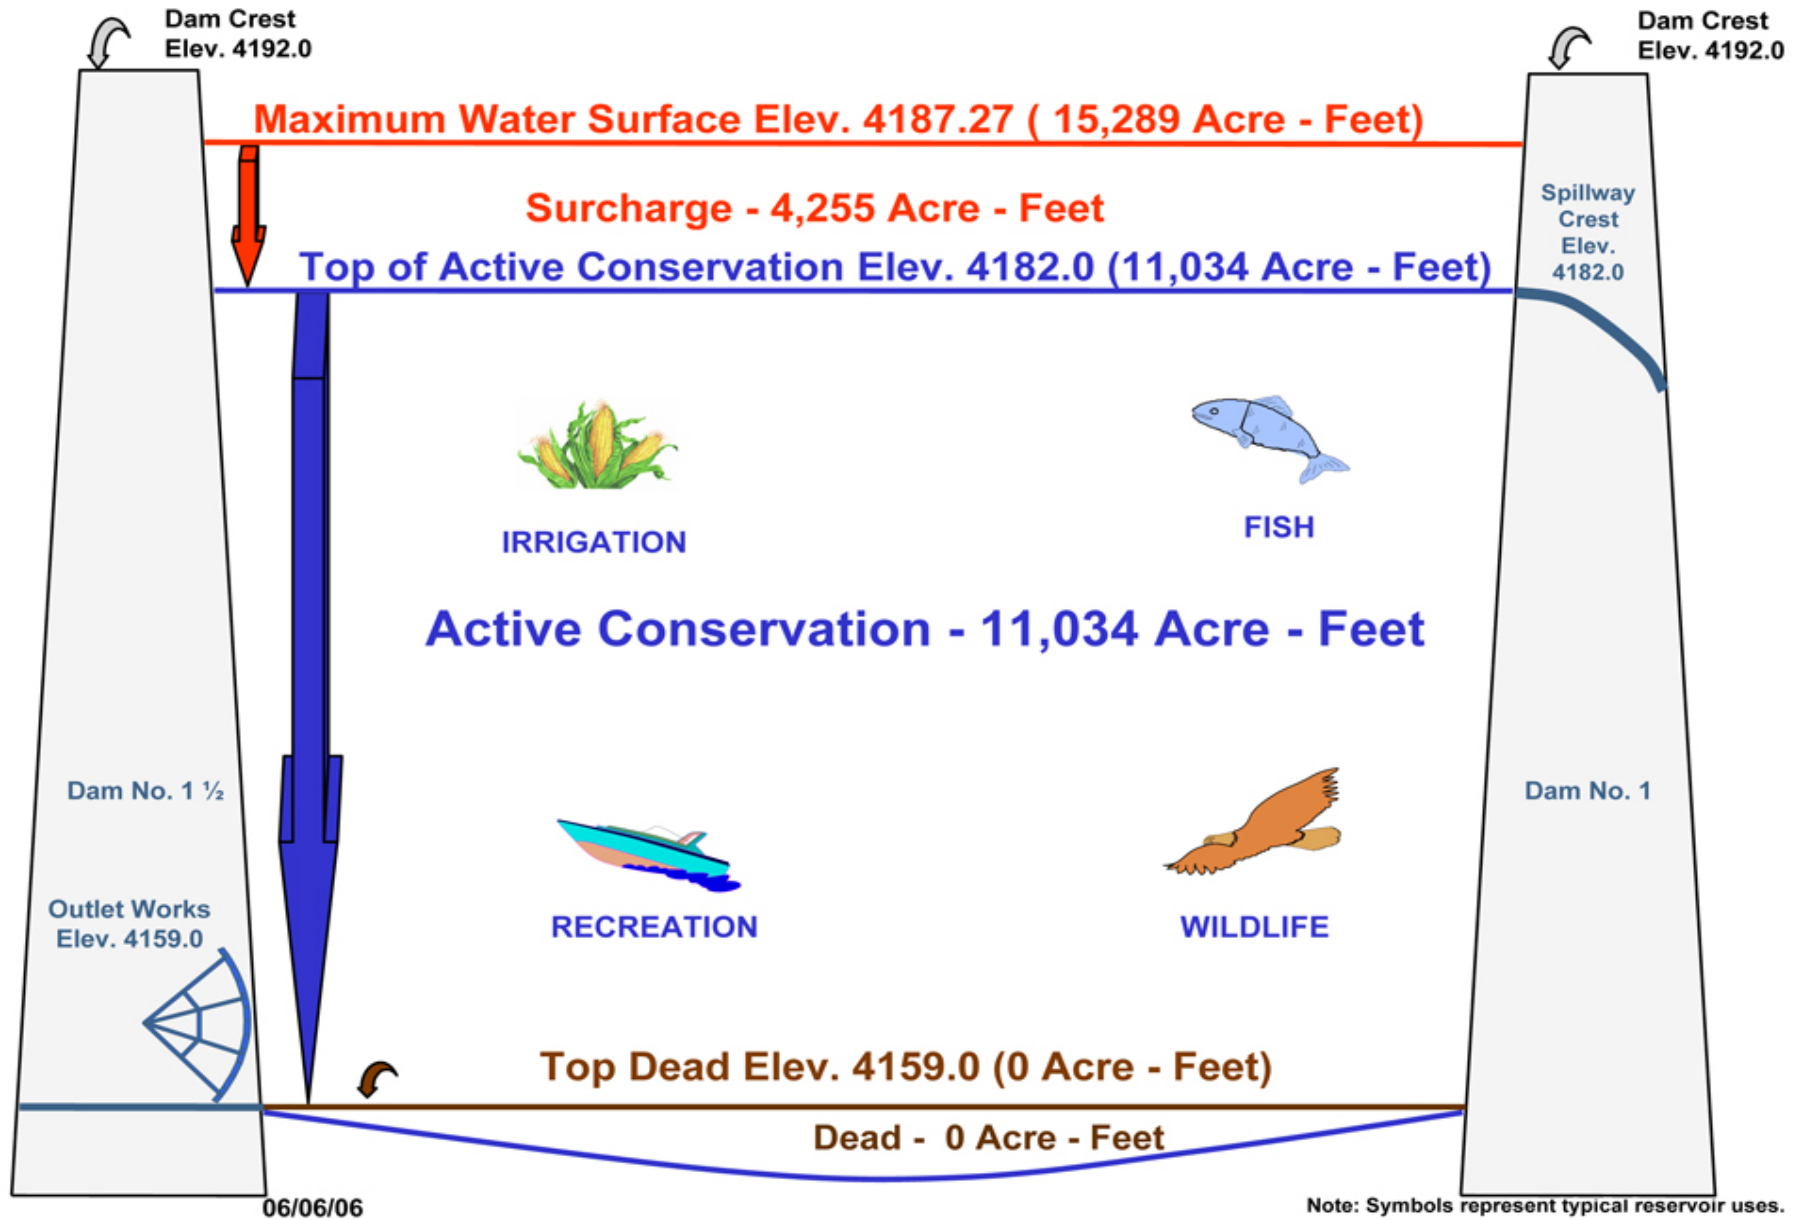 Dam Crest
Elev. 4192.0
Dam Crest
Elev. 4192.0
Maximum Water Surface Elev. 4187.27 ( 15,289 Acre - Feet)
Spillway
Crest
Elev.
4182.0
Surcharge - 4,255 Acre - Feet
Top of Active Conservation Elev. 4182.0 (11,034 Acre - Feet)
IRRIGATION
FISH
Active Conservation - 11,034 Acre - Feet
Dam No. 1 ½
Dam No. 1
Outlet Works
Elev. 4159.0
RECREATION
WILDLIFE
Top Dead Elev. 4159.0 (0 Acre - Feet)
Dead - 0 Acre - Feet
06/06/06
Note: Symbols represent typical reservoir uses.